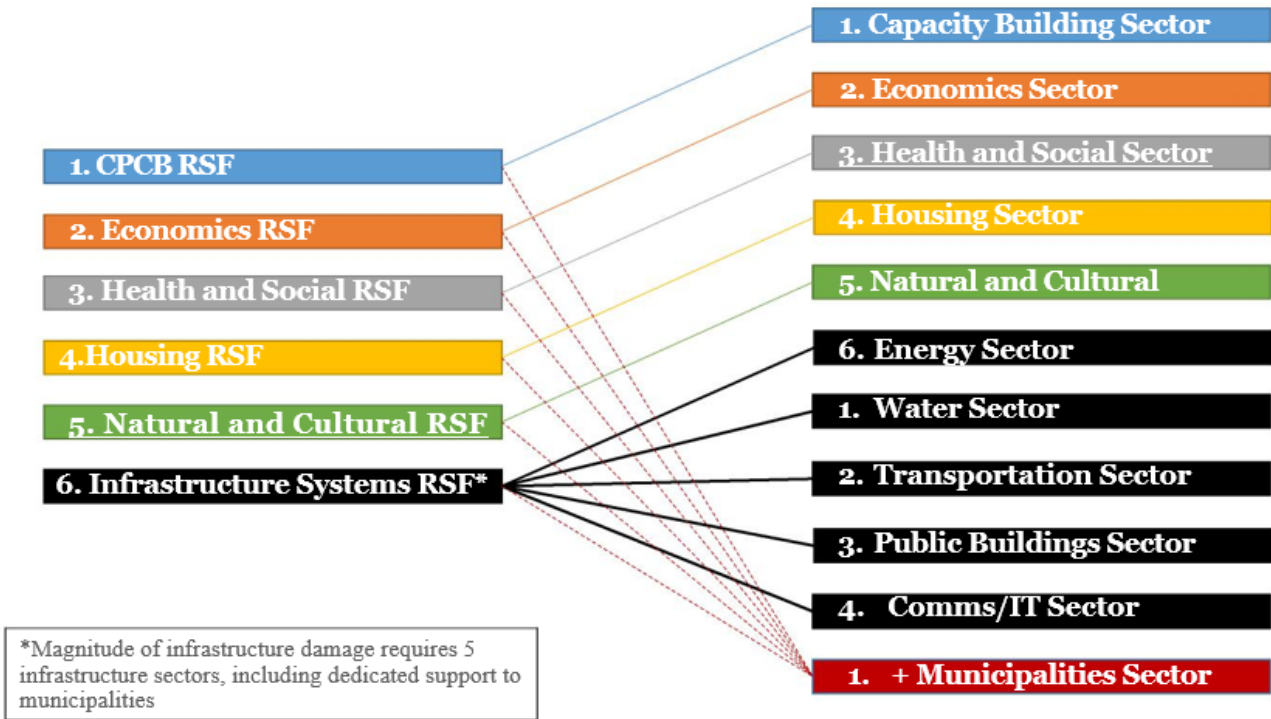 1. CPCB RSF
2. Economics RSF
3. Health and Social RSF
4.Housing RSF
5. Natural and Cultural RSF
6. Infrastructure Systems RSF*
*Magnitude of infrastructure damage requires 5
infrastructure sectors, including dedicated support to
municipalities
1. Capacity Building Sector
2. Economics Sector
3. Health and Social Sector
4. Housing Sector
5. Natural and Cultural
6. Energy Sector
1. Water Sector
2. Transportation Sector
3. Public Buildings Sector
4. Comms/IT Sector
1. + Municipalities Sector